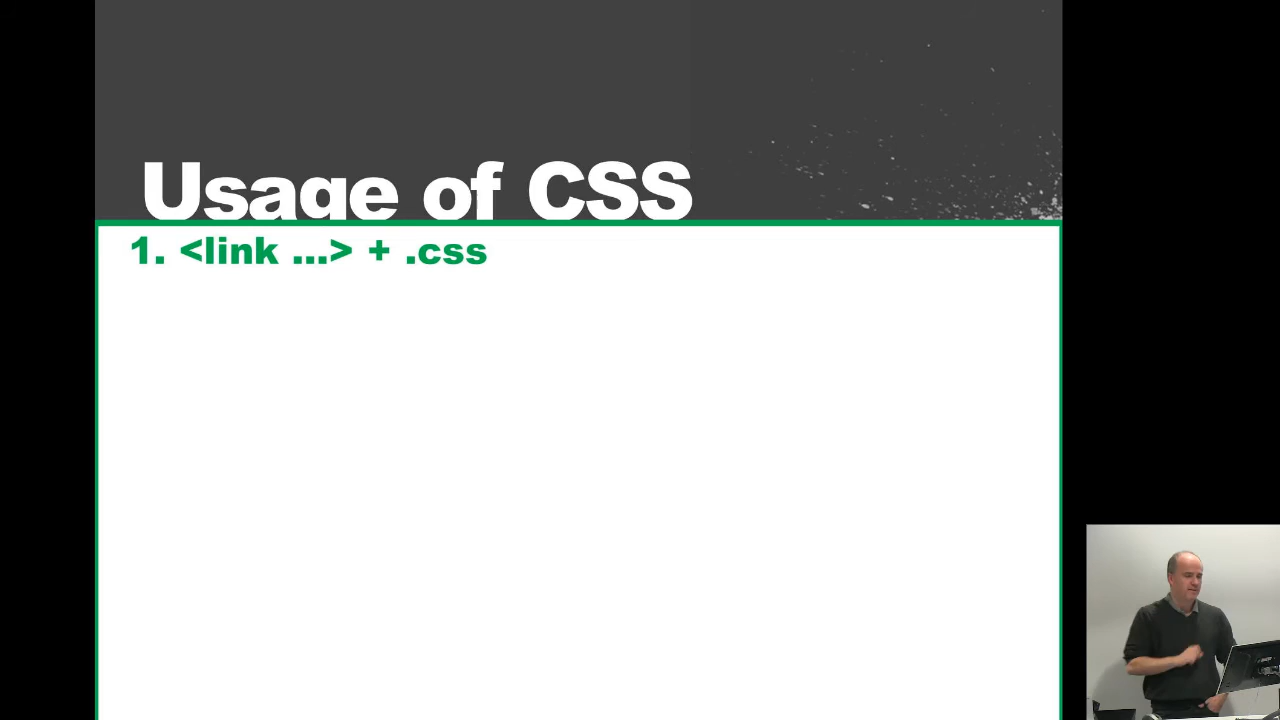 Usage of CSS
1. <link ...> + .css